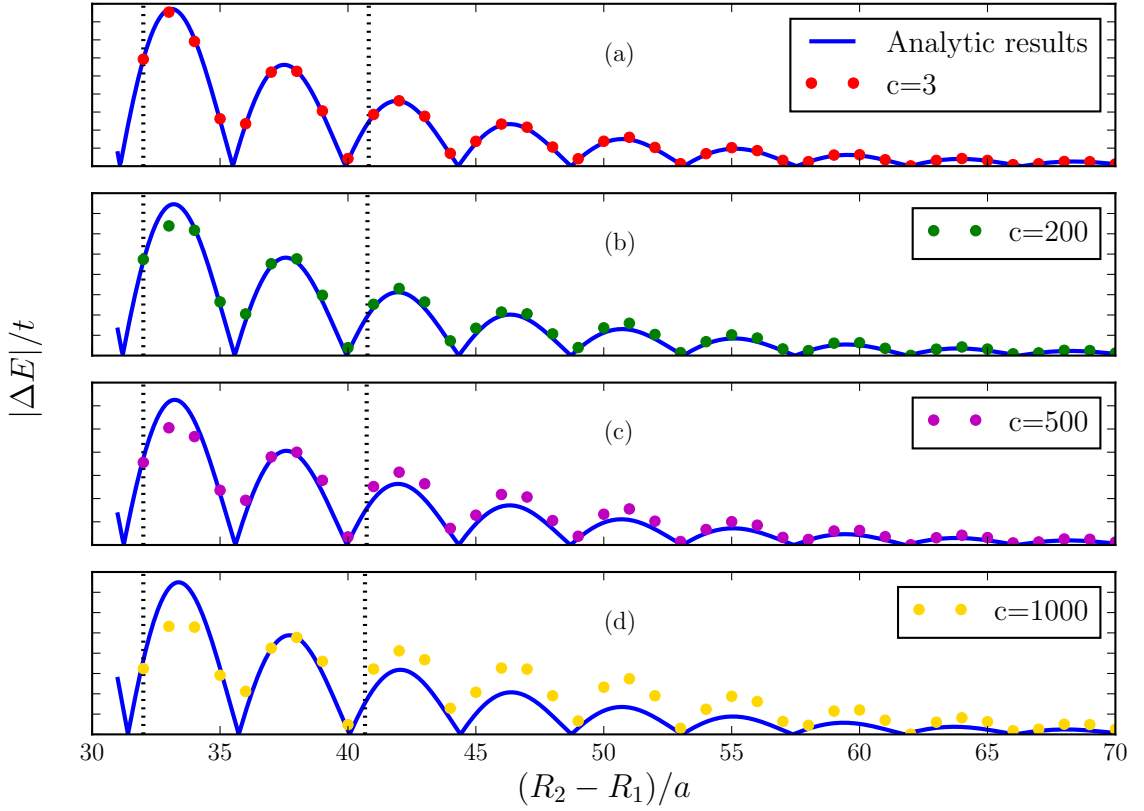 (a)
Analytic results
c=3
(b)
c=200
|ΔE|/t
(c)
c=500
(d)
c=1000
30 35 40 45 50 55 60 65 70
(R₂ − R₁)/a